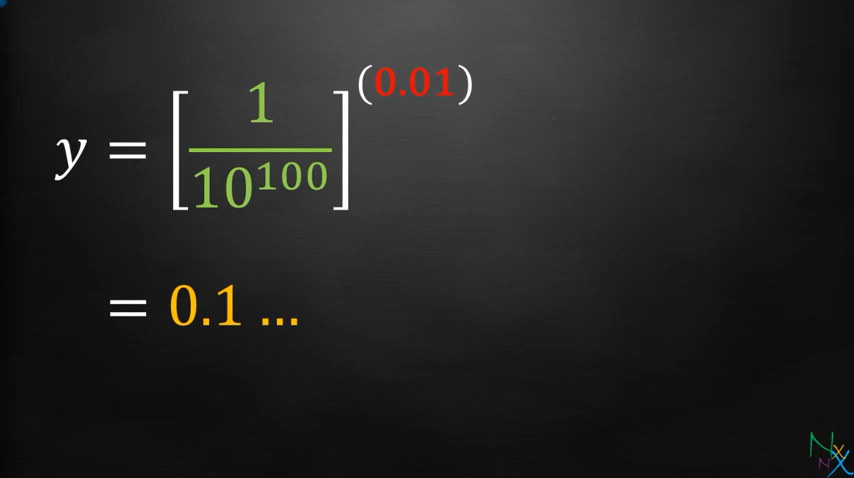 y = [1/10^100]^(0.01)
= 0.1 ...
N x
N X